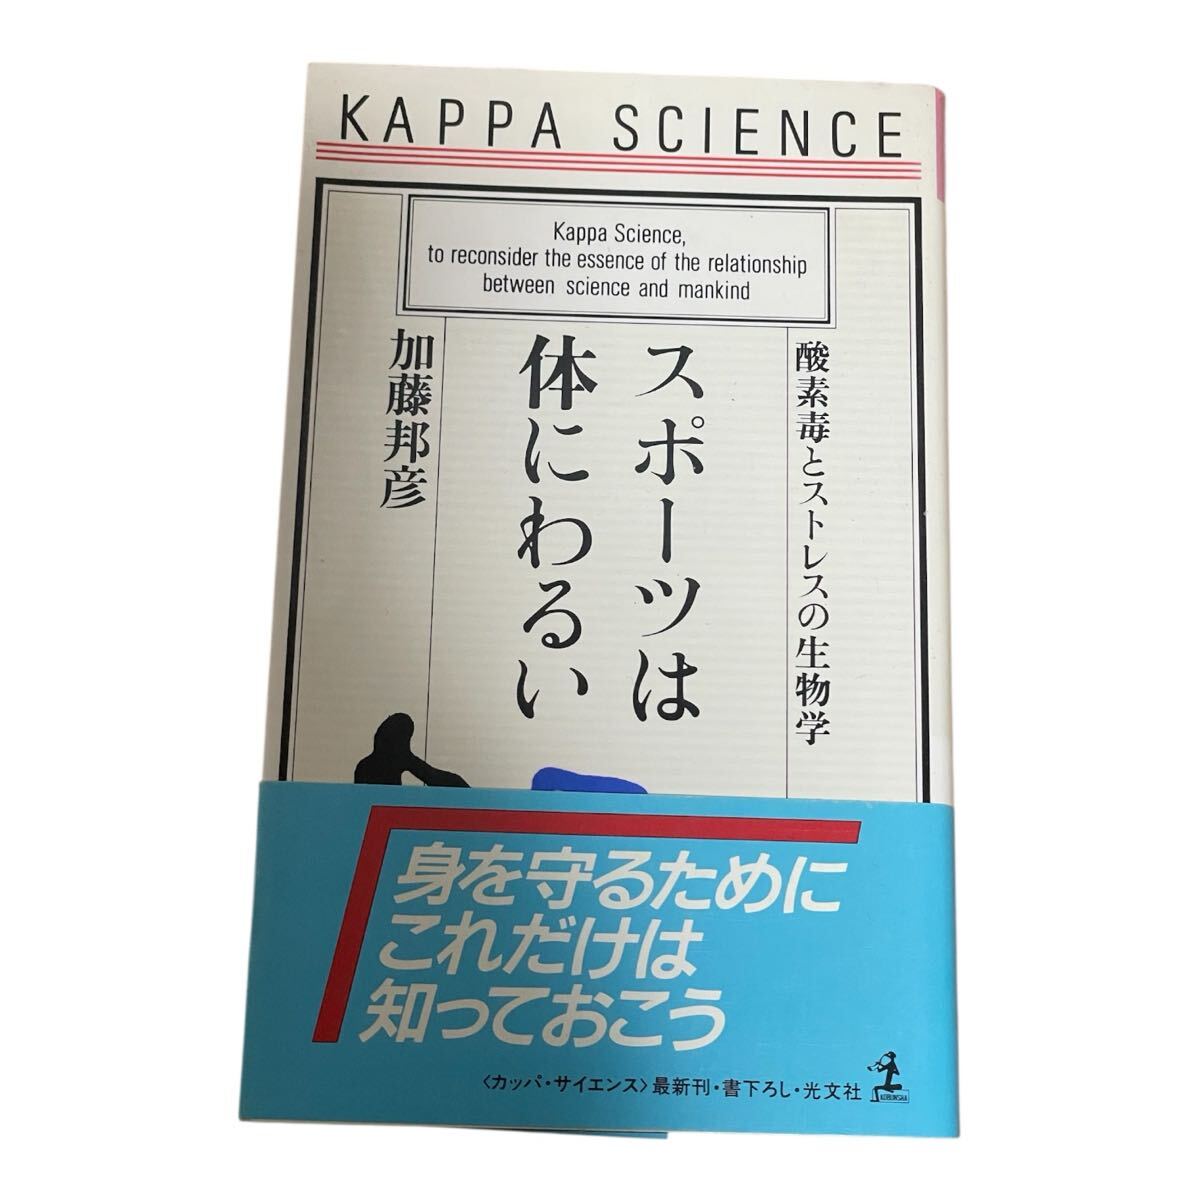 KAPPA SCIENCE
Kappa Science,
to reconsider the essence of the relationship
between science and mankind
酸素毒とストレスの生物学
スポーツは
体にわるい
加藤邦彦
身を守るために
これだけは
知っておこう
〈カッパ・サイエンス〉最新刊・書下ろし・光文社
KOBUNSHA